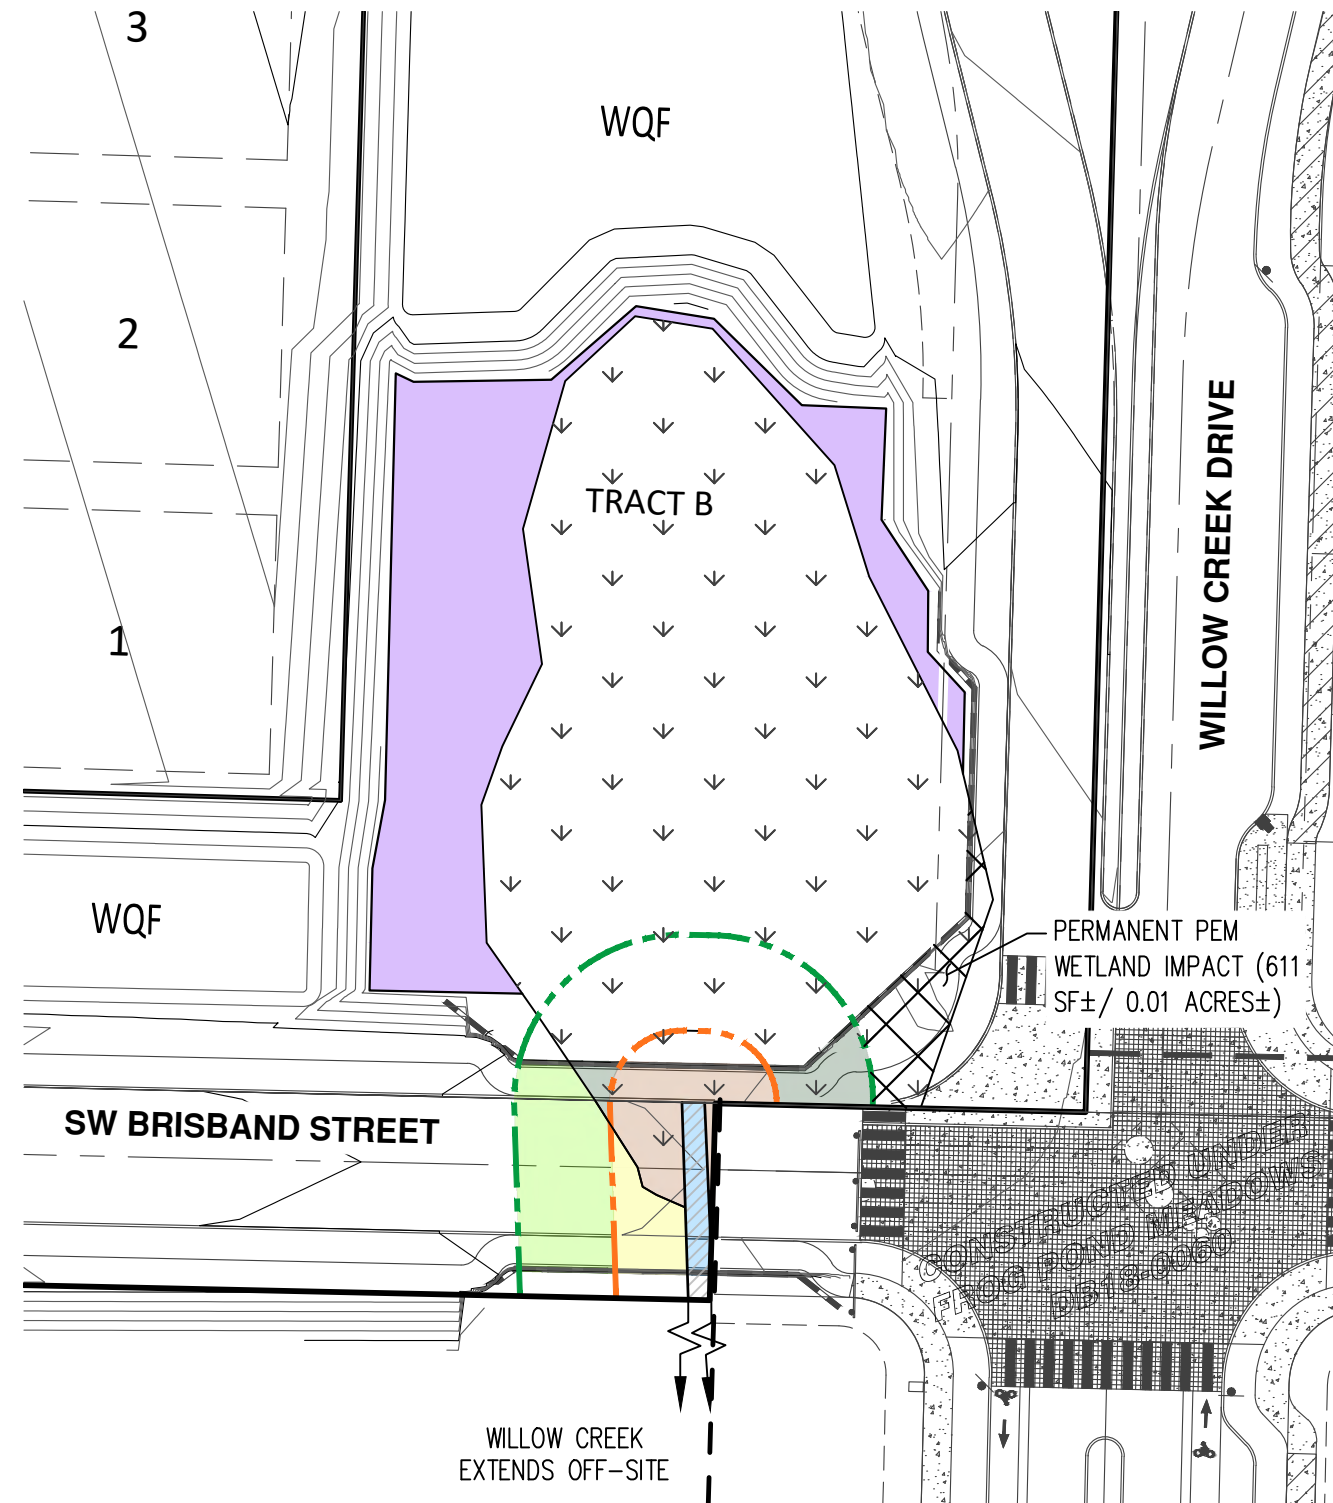 3
WQF
2
TRACT B
1
WILLOW CREEK DRIVE
WQF
PERMANENT PEM
WETLAND IMPACT (611
SF±/ 0.01 ACRES±)
SW BRISBAND STREET
CONSTRUCTED UNDER
FROG POND MEADOWS
DB18-0060
WILLOW CREEK
EXTENDS OFF-SITE